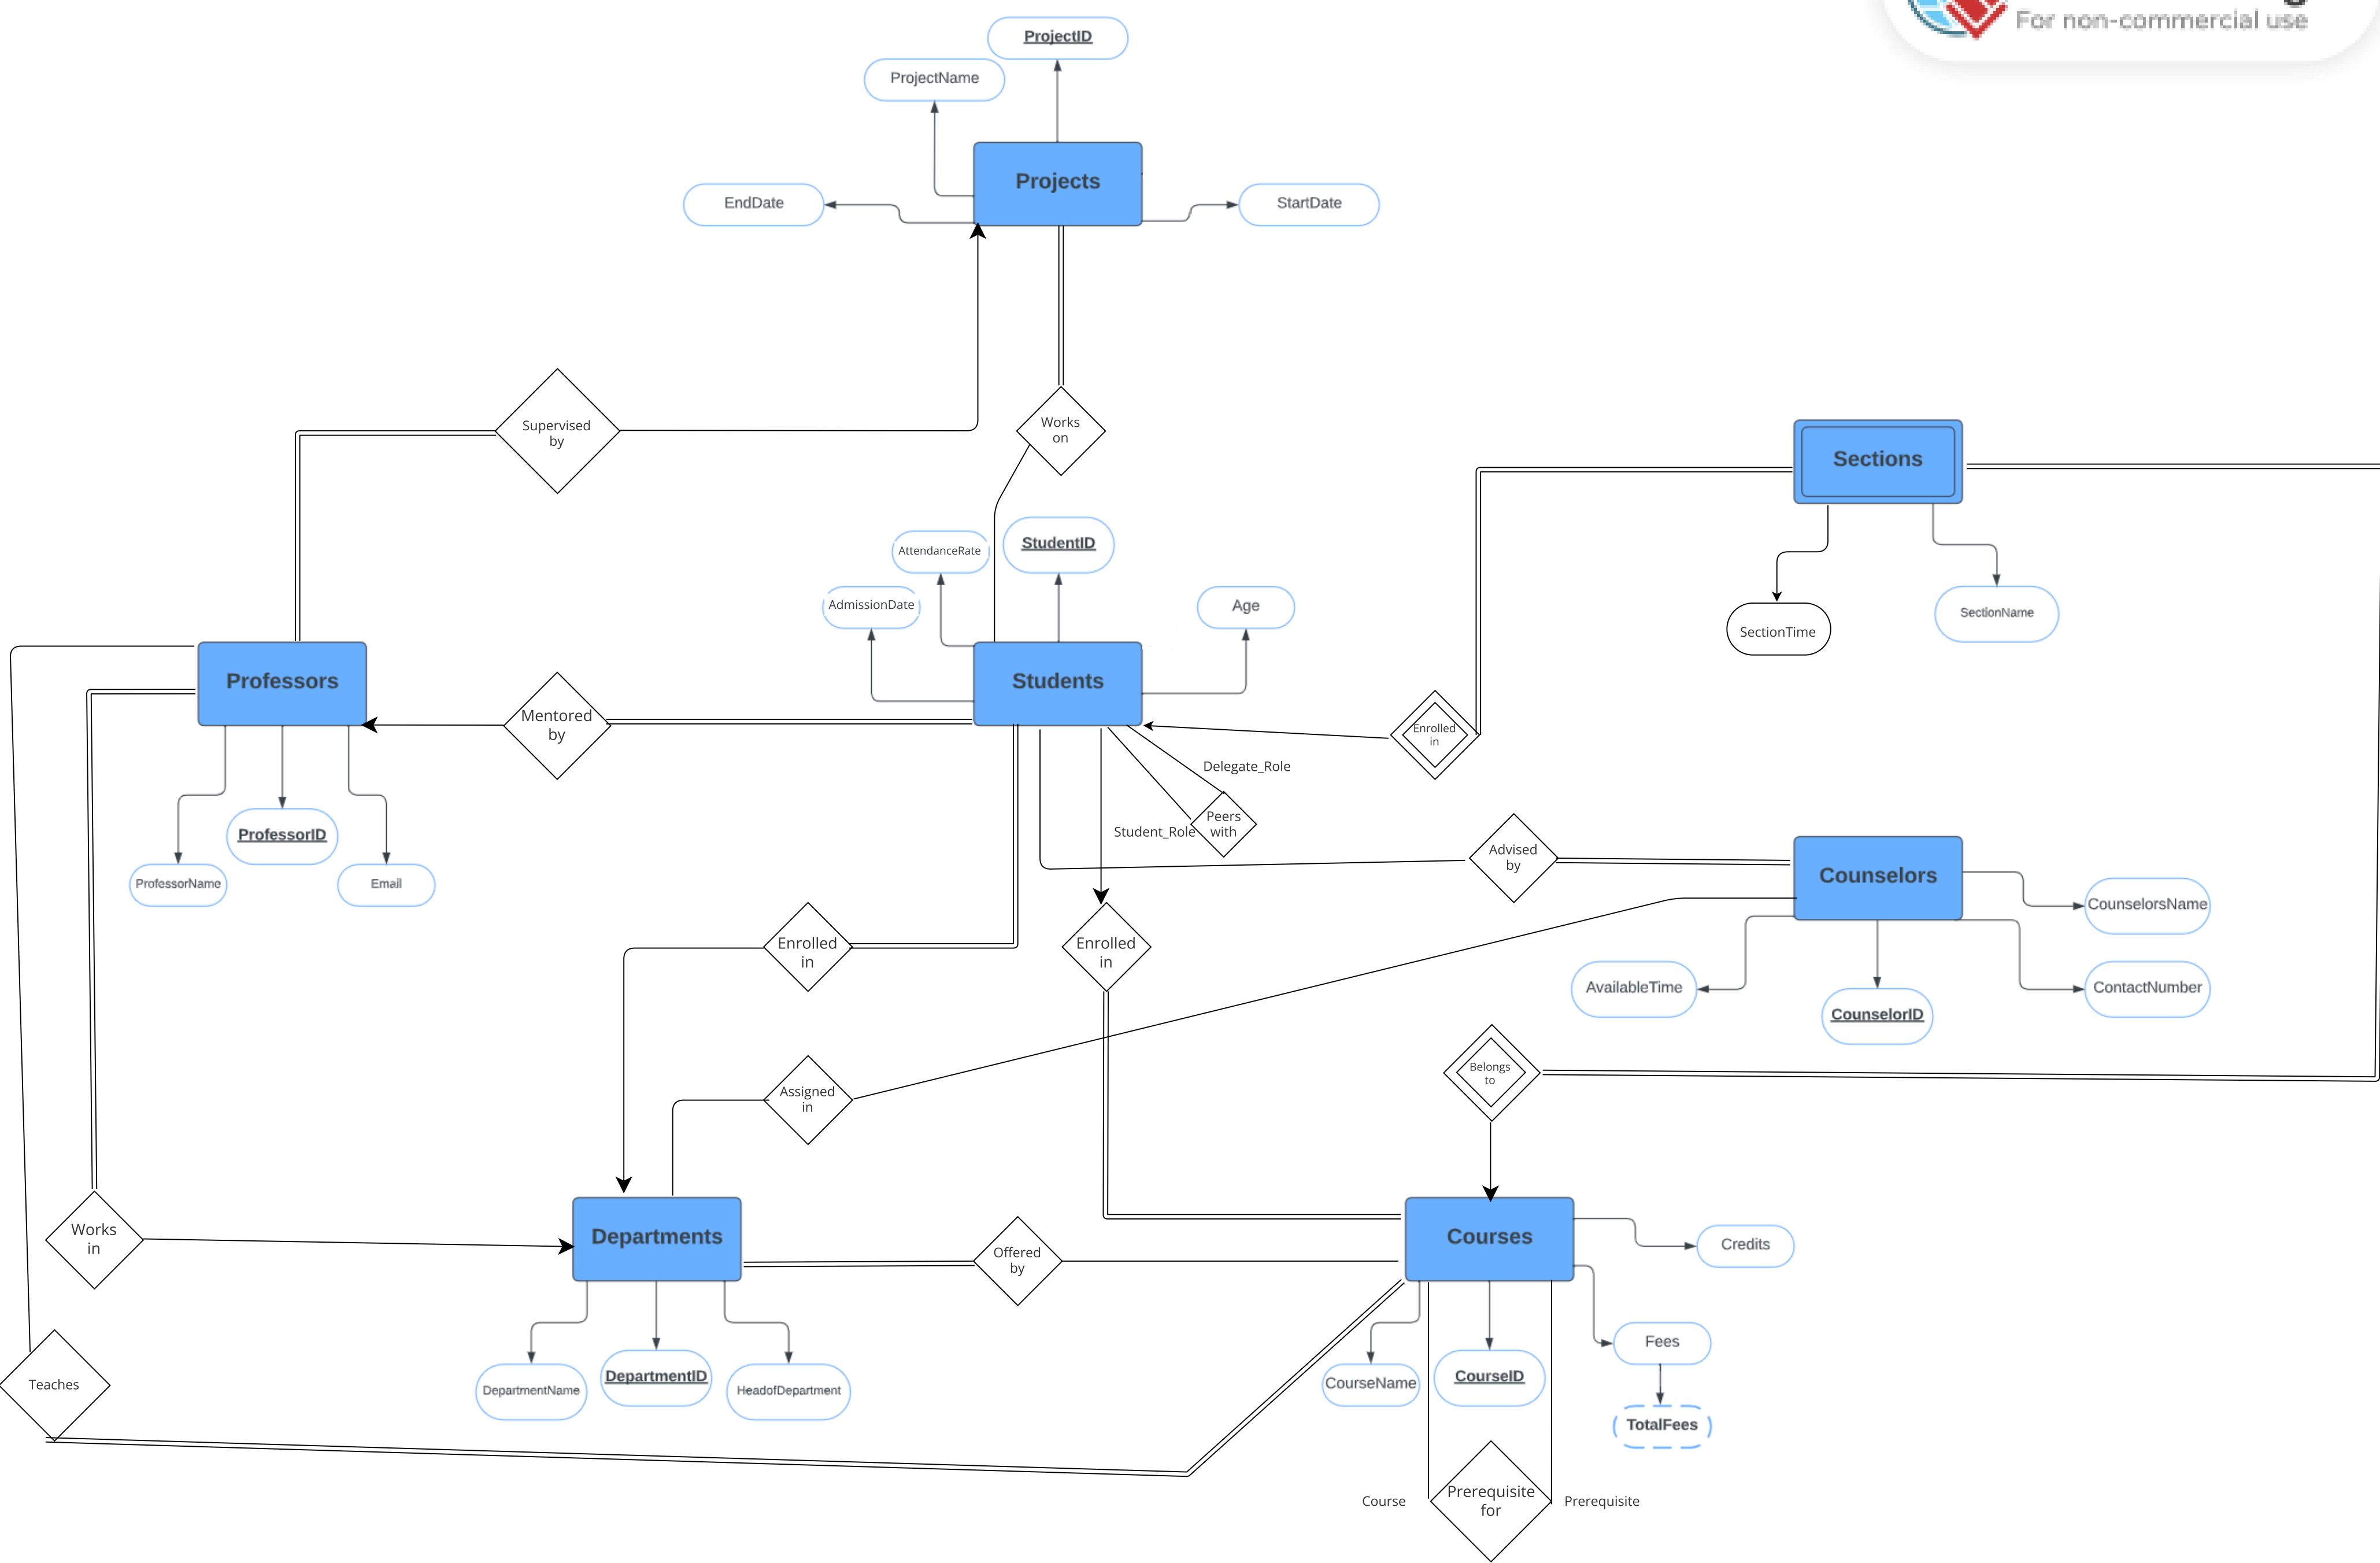 For non-commercial use
ProjectID
ProjectName
Projects
EndDate
StartDate
Supervised
by
Works
on
Sections
SectionTime
SectionName
AttendanceRate
StudentID
AdmissionDate
Age
Professors
Students
Mentored
by
Enrolled
in
Delegate_Role
Student_Role
Peers
with
ProfessorName
ProfessorID
Email
Advised
by
Counselors
CounselorsName
AvailableTime
CounselorID
ContactNumber
Enrolled
in
Enrolled
in
Assigned
in
Belongs
to
Works
in
Departments
Offered
by
Courses
Credits
Fees
TotalFees
DepartmentName
DepartmentID
HeadofDepartment
CourseName
CourseID
Teaches
Course
Prerequisite
for
Prerequisite